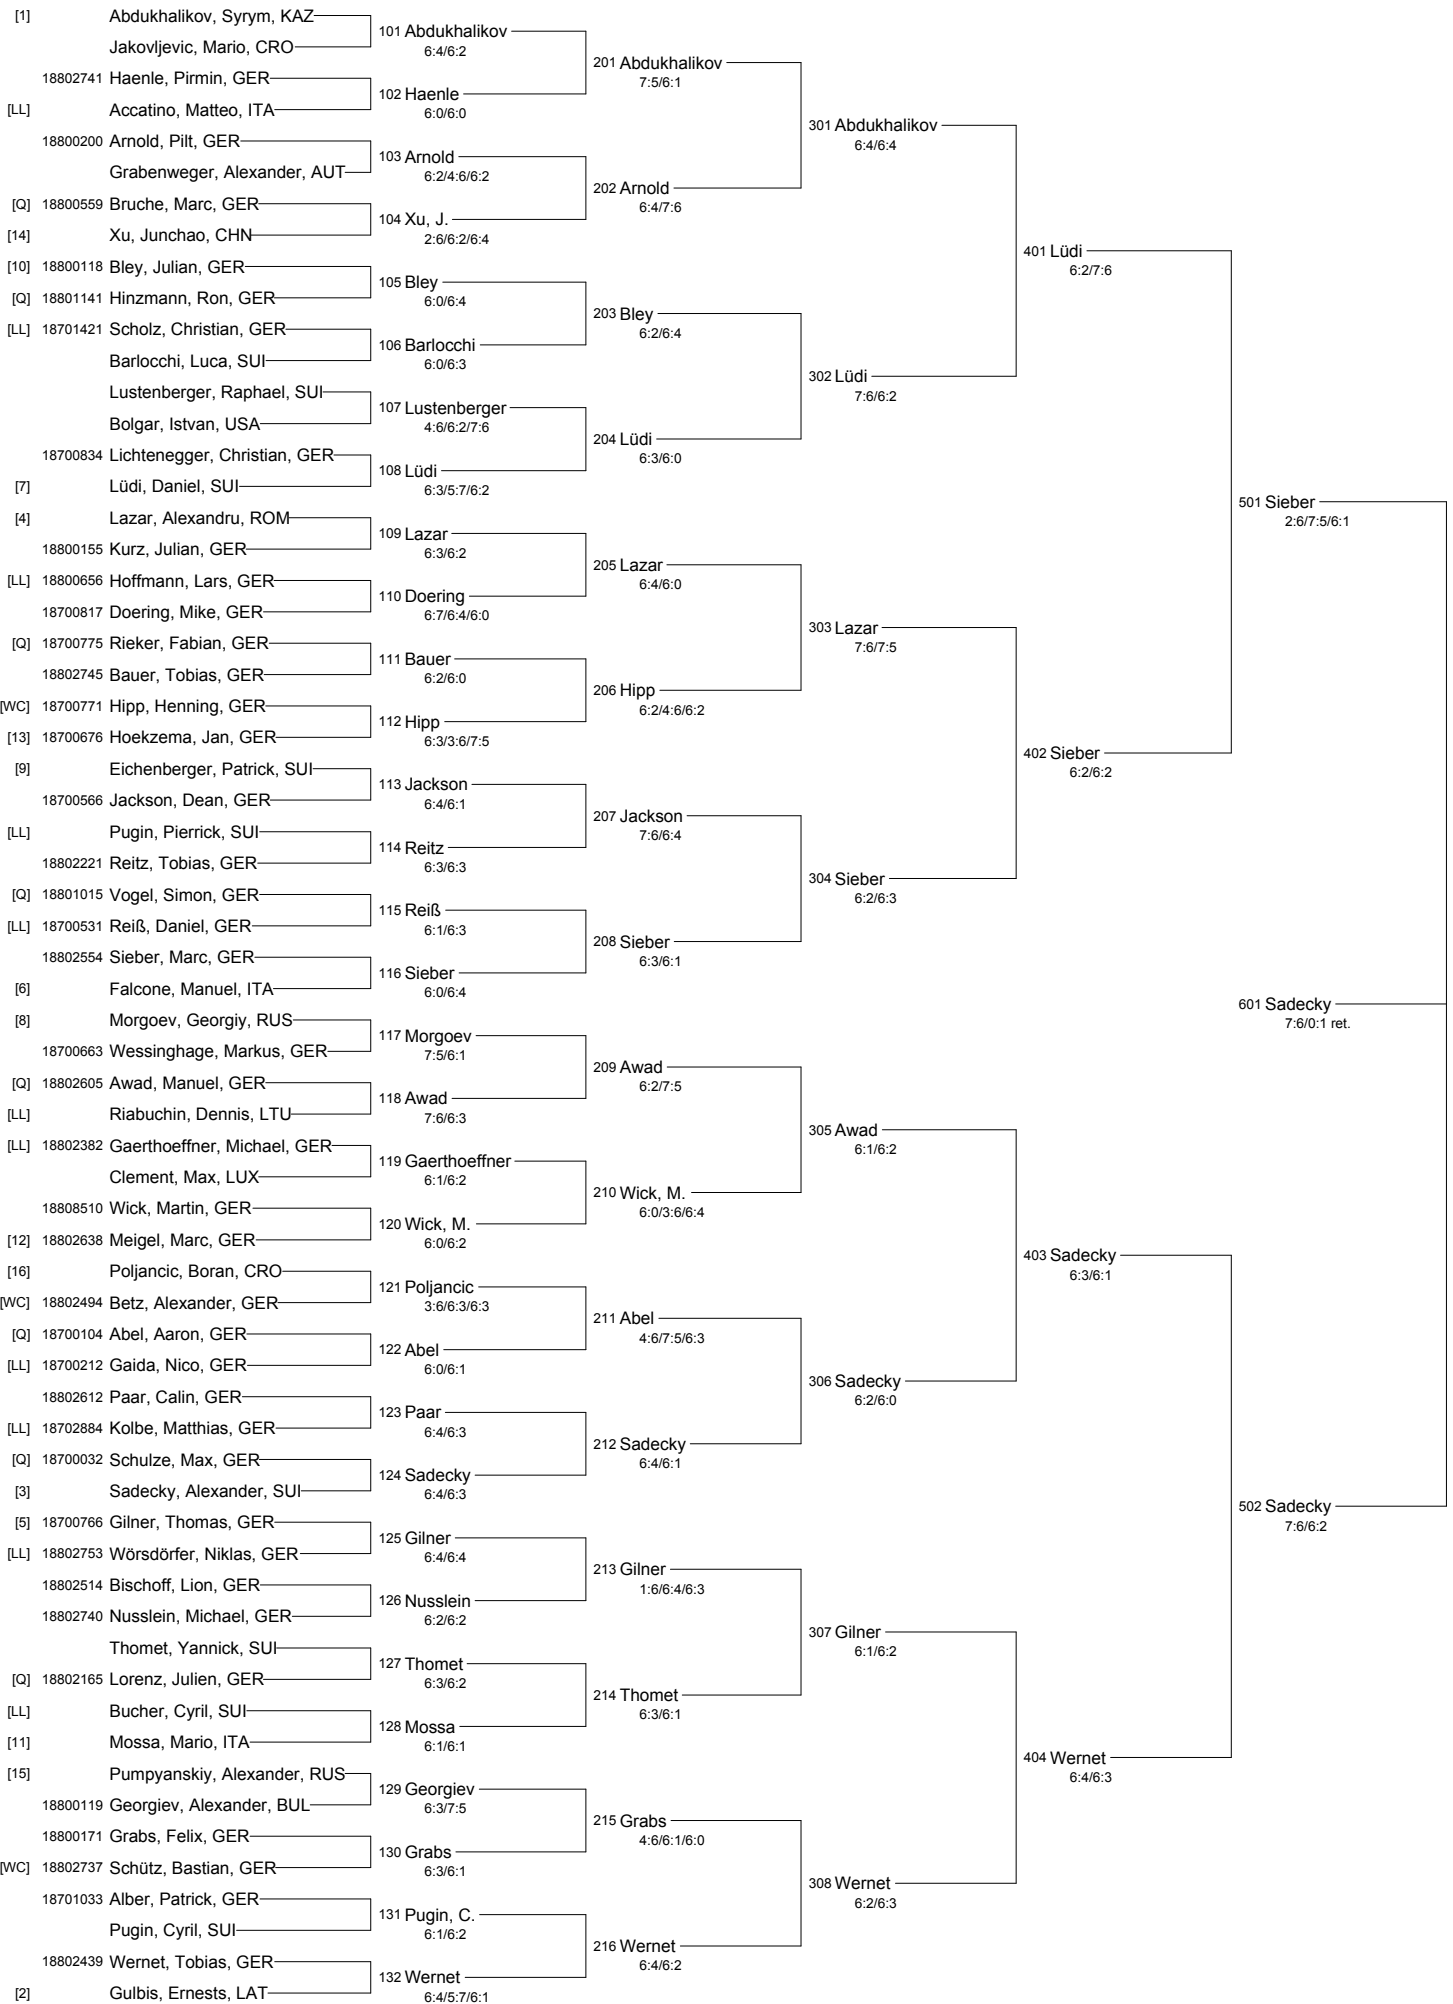 [1] Abdukhalikov, Syrym, KAZ
Jakovljevic, Mario, CRO
18802741 Haenle, Pirmin, GER
[LL] Accatino, Matteo, ITA
18800200 Arnold, Pilt, GER
Grabenweger, Alexander, AUT
[Q] 18800559 Bruche, Marc, GER
[14] Xu, Junchao, CHN
[10] 18800118 Bley, Julian, GER
[Q] 18801141 Hinzmann, Ron, GER
[LL] 18701421 Scholz, Christian, GER
Barlocchi, Luca, SUI
Lustenberger, Raphael, SUI
Bolgar, Istvan, USA
18700834 Lichtenegger, Christian, GER
[7] Lüdi, Daniel, SUI
[4] Lazar, Alexandru, ROM
18800155 Kurz, Julian, GER
[LL] 18800656 Hoffmann, Lars, GER
18700817 Doering, Mike, GER
[Q] 18700775 Rieker, Fabian, GER
18802745 Bauer, Tobias, GER
[WC] 18700771 Hipp, Henning, GER
[13] 18700676 Hoekzema, Jan, GER
[9] Eichenberger, Patrick, SUI
18700566 Jackson, Dean, GER
[LL] Pugin, Pierrick, SUI
18802221 Reitz, Tobias, GER
[Q] 18801015 Vogel, Simon, GER
[LL] 18700531 Reiß, Daniel, GER
18802554 Sieber, Marc, GER
[6] Falcone, Manuel, ITA
[8] Morgoev, Georgiy, RUS
18700663 Wessinghage, Markus, GER
[Q] 18802605 Awad, Manuel, GER
[LL] Riabuchin, Dennis, LTU
[LL] 18802382 Gaerthoeffner, Michael, GER
Clement, Max, LUX
18808510 Wick, Martin, GER
[12] 18802638 Meigel, Marc, GER
[16] Poljancic, Boran, CRO
[WC] 18802494 Betz, Alexander, GER
[Q] 18700104 Abel, Aaron, GER
[LL] 18700212 Gaida, Nico, GER
18802612 Paar, Calin, GER
[LL] 18702884 Kolbe, Matthias, GER
[Q] 18700032 Schulze, Max, GER
[3] Sadecky, Alexander, SUI
[5] 18700766 Gilner, Thomas, GER
[LL] 18802753 Wörsdörfer, Niklas, GER
18802514 Bischoff, Lion, GER
18802740 Nusslein, Michael, GER
Thomet, Yannick, SUI
[Q] 18802165 Lorenz, Julien, GER
[LL] Bucher, Cyril, SUI
[11] Mossa, Mario, ITA
[15] Pumpyanskiy, Alexander, RUS
18800119 Georgiev, Alexander, BUL
18800171 Grabs, Felix, GER
[WC] 18802737 Schütz, Bastian, GER
18701033 Alber, Patrick, GER
Pugin, Cyril, SUI
18802439 Wernet, Tobias, GER
[2] Gulbis, Ernests, LAT
101 Abdukhalikov
6:4/6:2
102 Haenle
6:0/6:0
103 Arnold
6:2/4:6/6:2
104 Xu, J.
2:6/6:2/6:4
105 Bley
6:0/6:4
106 Barlocchi
6:0/6:3
107 Lustenberger
4:6/6:2/7:6
108 Lüdi
6:3/5:7/6:2
109 Lazar
6:3/6:2
110 Doering
6:7/6:4/6:0
111 Bauer
6:2/6:0
112 Hipp
6:3/3:6/7:5
113 Jackson
6:4/6:1
114 Reitz
6:3/6:3
115 Reiß
6:1/6:3
116 Sieber
6:0/6:4
117 Morgoev
7:5/6:1
118 Awad
7:6/6:3
119 Gaerthoeffner
6:1/6:2
120 Wick, M.
6:0/6:2
121 Poljancic
3:6/6:3/6:3
122 Abel
6:0/6:1
123 Paar
6:4/6:3
124 Sadecky
6:4/6:3
125 Gilner
6:4/6:4
126 Nusslein
6:2/6:2
127 Thomet
6:3/6:2
128 Mossa
6:1/6:1
129 Georgiev
6:3/7:5
130 Grabs
6:3/6:1
131 Pugin, C.
6:1/6:2
132 Wernet
6:4/5:7/6:1
201 Abdukhalikov
7:5/6:1
202 Arnold
6:4/7:6
203 Bley
6:2/6:4
204 Lüdi
6:3/6:0
205 Lazar
6:4/6:0
206 Hipp
6:2/4:6/6:2
207 Jackson
7:6/6:4
208 Sieber
6:3/6:1
209 Awad
6:2/7:5
210 Wick, M.
6:0/3:6/6:4
211 Abel
4:6/7:5/6:3
212 Sadecky
6:4/6:1
213 Gilner
1:6/6:4/6:3
214 Thomet
6:3/6:1
215 Grabs
4:6/6:1/6:0
216 Wernet
6:4/6:2
301 Abdukhalikov
6:4/6:4
302 Lüdi
7:6/6:2
303 Lazar
7:6/7:5
304 Sieber
6:2/6:3
305 Awad
6:1/6:2
306 Sadecky
6:2/6:0
307 Gilner
6:1/6:2
308 Wernet
6:2/6:3
401 Lüdi
6:2/7:6
402 Sieber
6:2/6:2
403 Sadecky
6:3/6:1
404 Wernet
6:4/6:3
501 Sieber
2:6/7:5/6:1
502 Sadecky
7:6/6:2
601 Sadecky
7:6/0:1 ret.